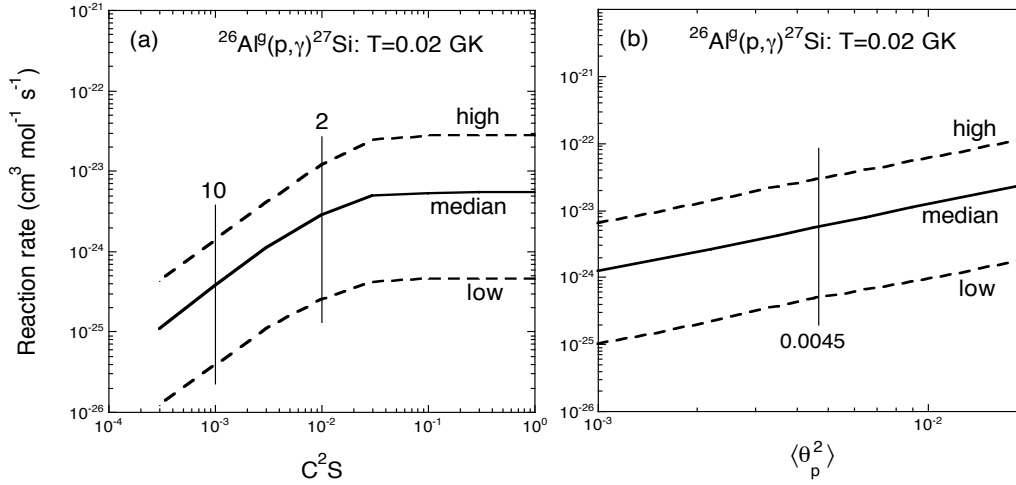 Reaction rate (cm³ mol⁻¹ s⁻¹)
(a)
²⁶Alᵍ(p,γ)²⁷Si: T=0.02 GK
10⁻²¹
10⁻²²
10⁻²³
10⁻²⁴
10⁻²⁵
10⁻²⁶
high
median
low
10
2
10⁻⁴
10⁻³
10⁻²
10⁻¹
10⁰
C²S
(b)
²⁶Alᵍ(p,γ)²⁷Si: T=0.02 GK
10⁻²¹
10⁻²²
10⁻²³
10⁻²⁴
10⁻²⁵
10⁻²⁶
high
median
low
0.0045
10⁻³
10⁻²
⟨θₚ²⟩